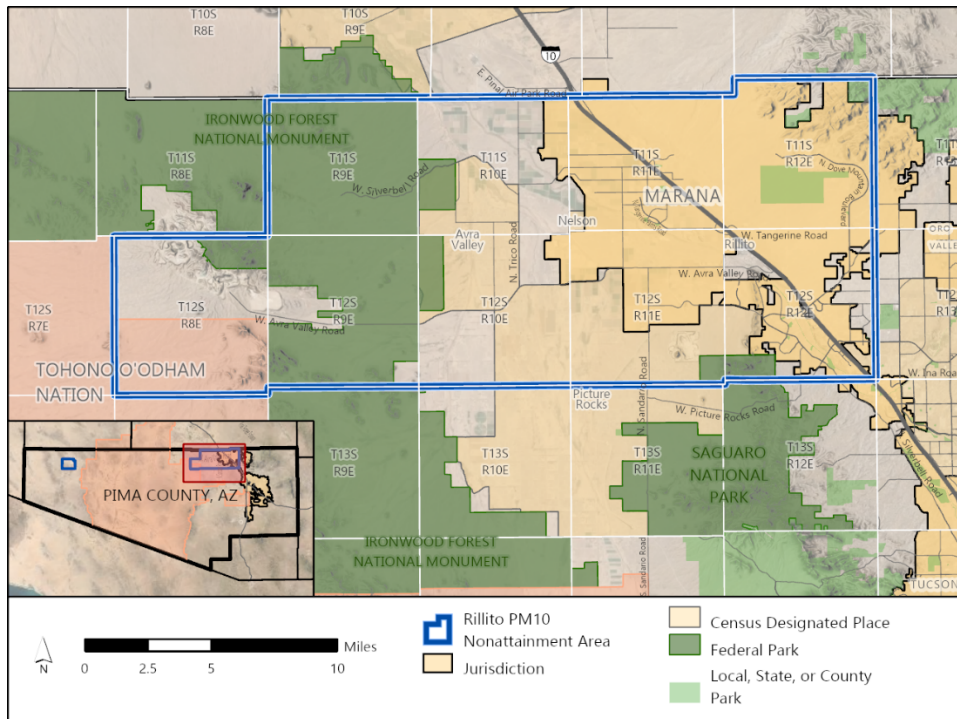 T10S
R8E
T10S
R9E
10
E. Pinal Air Park Road
IRONWOOD FOREST
NATIONAL MONUMENT
T11S
R8E
T11S
R9E
T11S
R10E
T11S
R11E
T11S
R12E
W. Silverbell Road
N. Dove Mountain
Boulevard
MARANA
Nelson
Avra
Valley
N. Trico Road
Rillito
W. Tangerine Road
ORO
VALLEY
W. Avra Valley Road
T12S
R7E
T12S
R8E
T12S
R9E
T12S
R10E
T12S
R11E
T12S
R12E
W. Avra Valley Road
TOHONO O'ODHAM
NATION
Picture
Rocks
N. Sandario Road
W. Picture Rocks Road
W. Ina Road
T13S
R9E
T13S
R10E
T13S
R11E
T13S
R12E
SAGUARO
NATIONAL
PARK
Silverbell Road
PIMA COUNTY, AZ
IRONWOOD FOREST
NATIONAL MONUMENT
S. Sandario Road
TUCSON
N
0 2.5 5 10
Miles
Rillito PM10
Nonattainment Area
Jurisdiction
Census Designated Place
Federal Park
Local, State, or County
Park